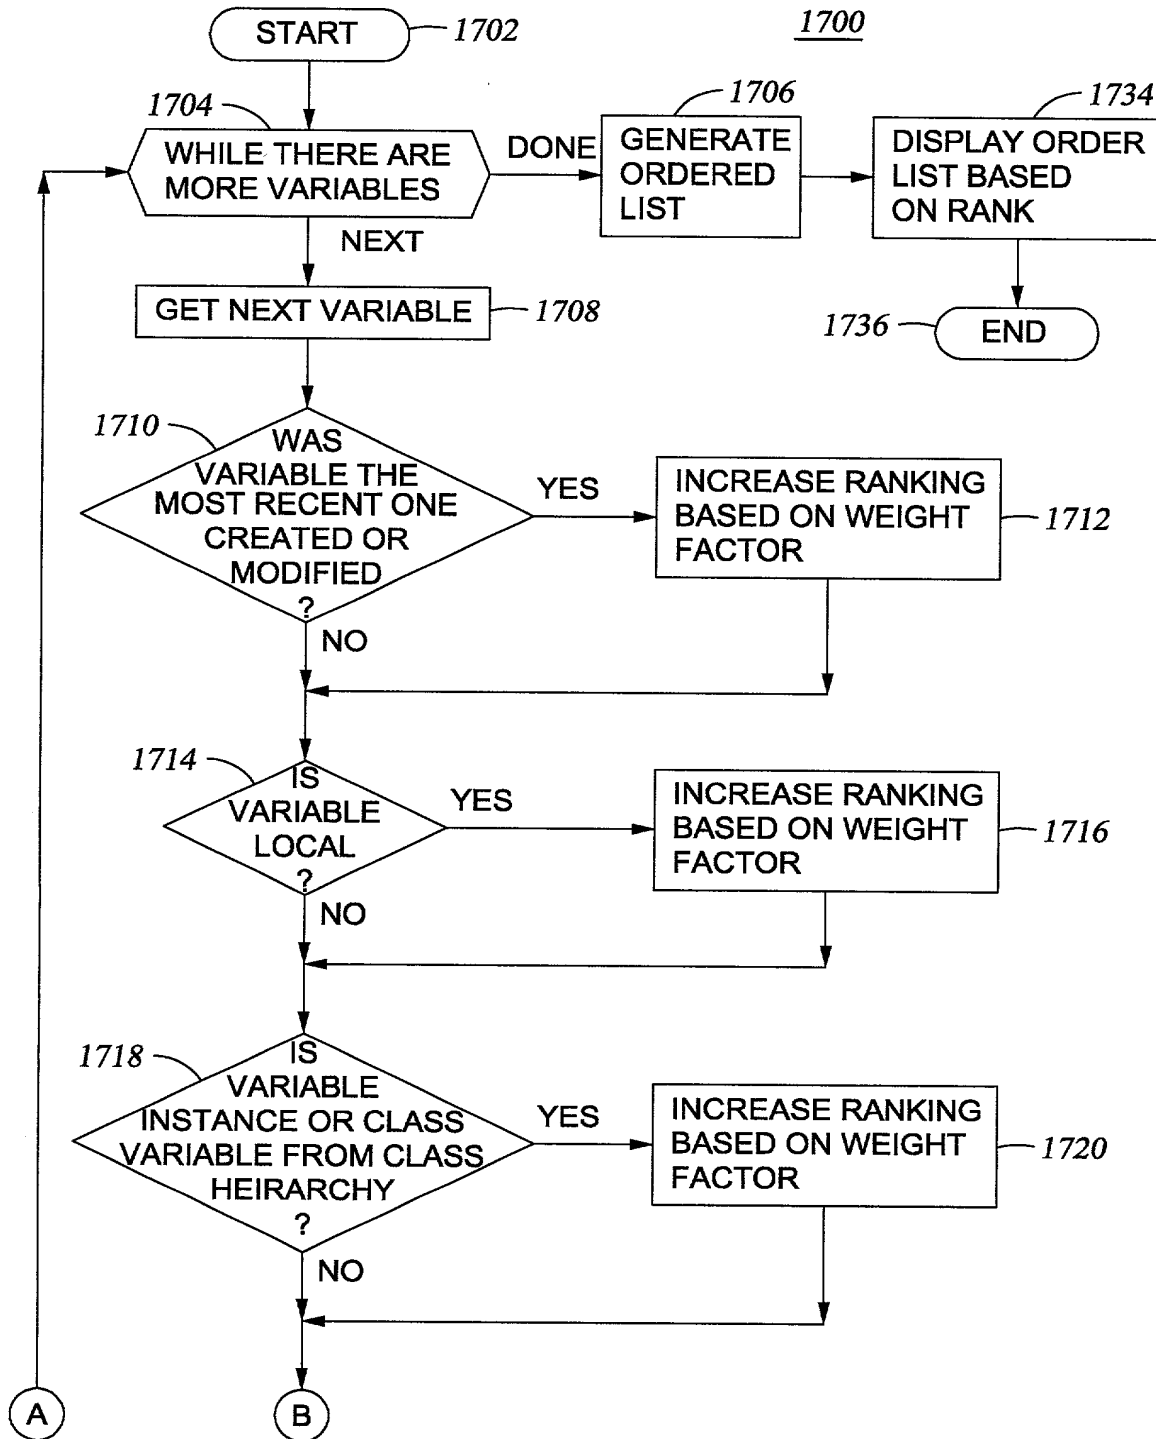 1700
START
1702
1704
WHILE THERE ARE
MORE VARIABLES
DONE
1706
GENERATE
ORDERED
LIST
1734
DISPLAY ORDER
LIST BASED
ON RANK
NEXT
GET NEXT VARIABLE
1708
1736
END
1710
WAS
VARIABLE THE
MOST RECENT ONE
CREATED OR
MODIFIED
?
YES
INCREASE RANKING
BASED ON WEIGHT
FACTOR
1712
NO
1714
IS
VARIABLE
LOCAL
?
YES
INCREASE RANKING
BASED ON WEIGHT
FACTOR
1716
NO
1718
IS
VARIABLE
INSTANCE OR CLASS
VARIABLE FROM CLASS
HEIRARCHY
?
YES
INCREASE RANKING
BASED ON WEIGHT
FACTOR
1720
NO
A
B